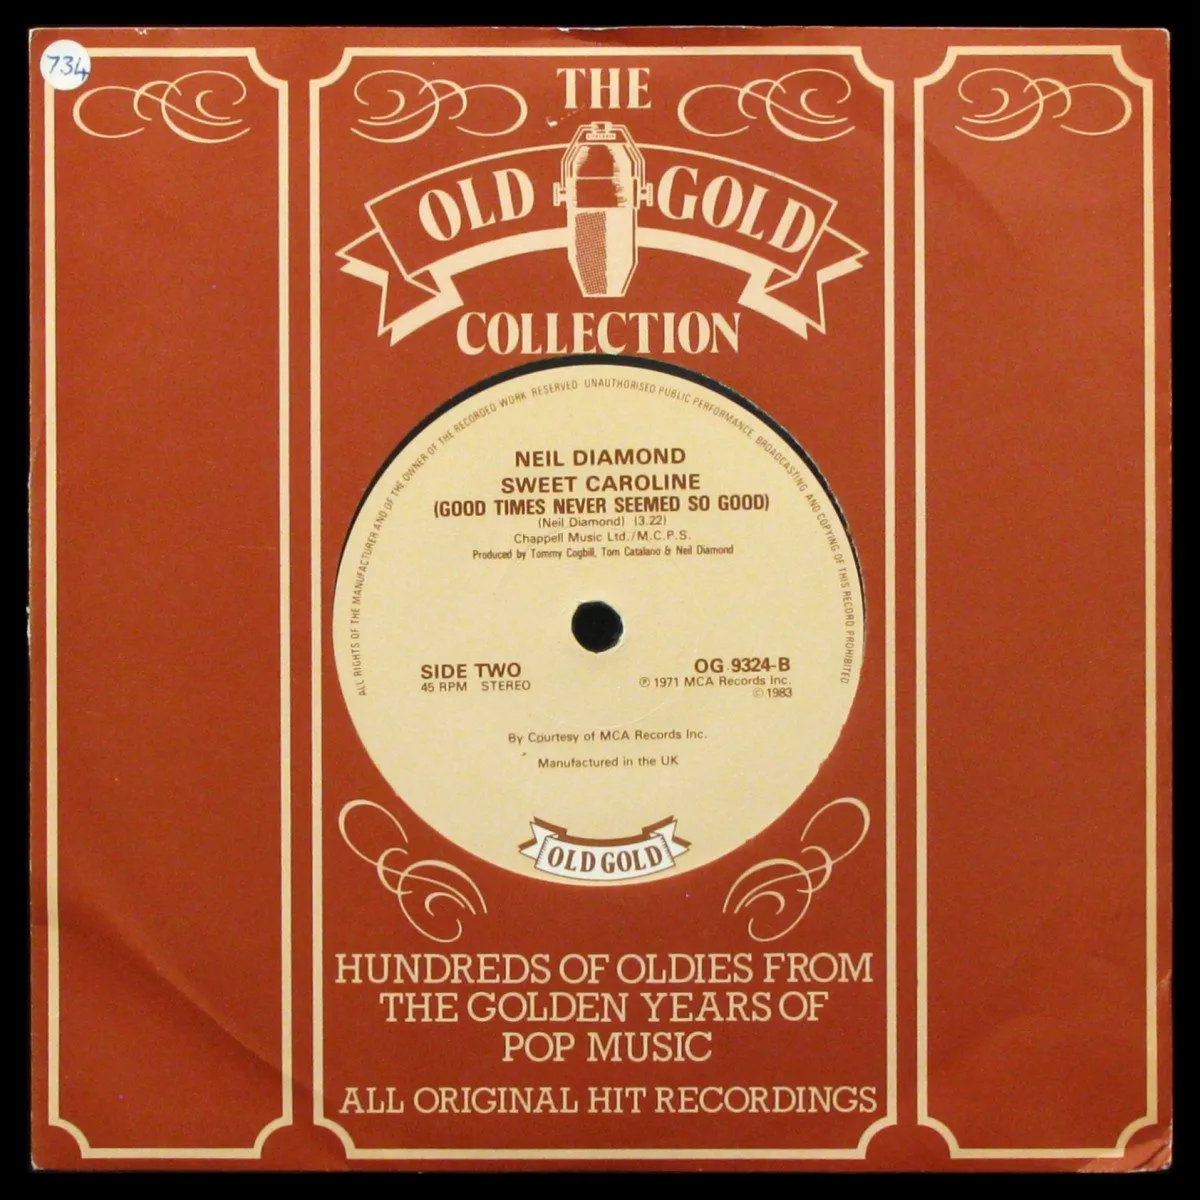 734
THE
OLD GOLD
COLLECTION
ALL RIGHTS OF THE MANUFACTURER AND OF THE OWNER OF THE RECORDED WORK RESERVED UNAUTHORISED PUBLIC PERFORMANCE, BROADCASTING AND COPYING OF THIS RECORD PROHIBITED
NEIL DIAMOND
SWEET CAROLINE
(GOOD TIMES NEVER SEEMED SO GOOD)
(Neil Diamond) (3.22)
Chappell Music Ltd./M.C.P.S.
Produced by Tommy Cogbill, Tom Catalano & Neil Diamond
SIDE TWO
45 RPM STEREO
OG 9324-B
℗ 1971 MCA Records Inc.
© 1983
By Courtesy of MCA Records Inc.
Manufactured in the UK
OLD GOLD
HUNDREDS OF OLDIES FROM
THE GOLDEN YEARS OF
POP MUSIC
ALL ORIGINAL HIT RECORDINGS